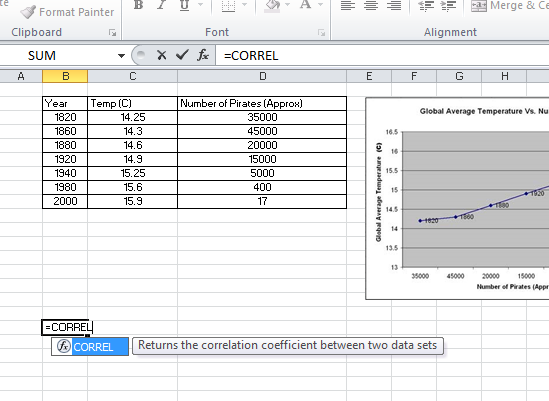 Format Painter B I U Merge & Ce
Clipboard Font Alignment
SUM fx =CORREL
A B C D E F G H
Year Temp (C) Number of Pirates (Approx)
1820 14.25 35000
1860 14.3 45000
1880 14.6 20000
1920 14.9 15000
1940 15.25 5000
1980 15.6 400
2000 15.9 17
Global Average Temperature Vs. Nu
Global Average Temperature (C)
16.5
16
15.5
15
14.5
14
13.5
13
1820 1860 1880 1920
35000 45000 20000 15000
Number of Pirates (Appr
=CORREL
fx CORREL Returns the correlation coefficient between two data sets